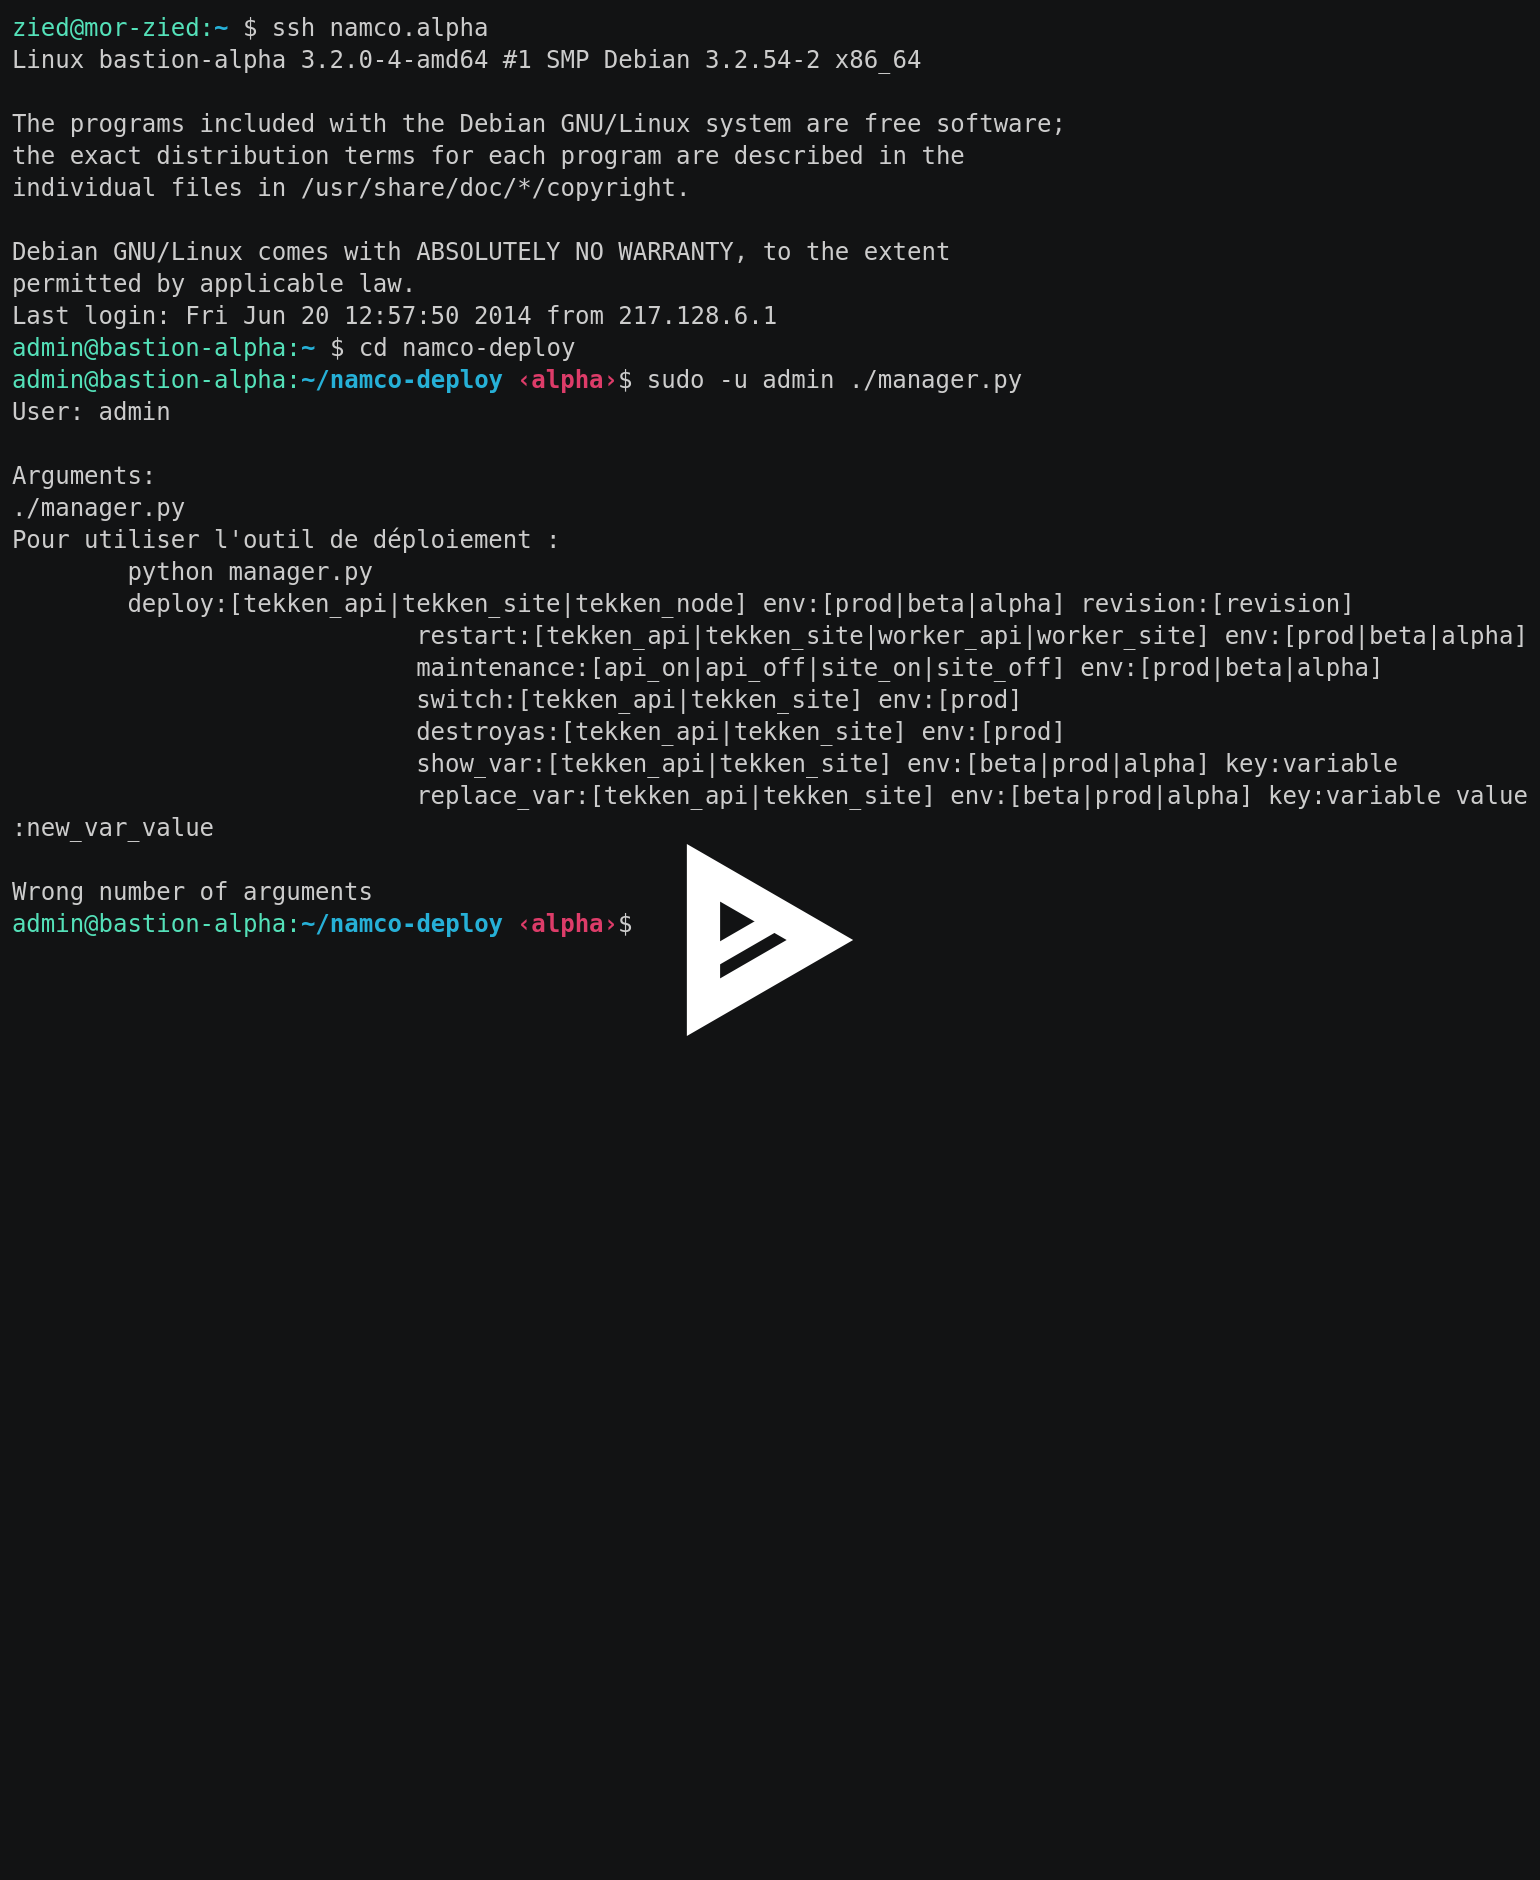 zied@mor-zied:~ $ ssh namco.alpha
Linux bastion-alpha 3.2.0-4-amd64 #1 SMP Debian 3.2.54-2 x86_64
The programs included with the Debian GNU/Linux system are free software;
the exact distribution terms for each program are described in the
individual files in /usr/share/doc/*/copyright.
Debian GNU/Linux comes with ABSOLUTELY NO WARRANTY, to the extent
permitted by applicable law.
Last login: Fri Jun 20 12:57:50 2014 from 217.128.6.1
admin@bastion-alpha:~ $ cd namco-deploy
admin@bastion-alpha:~/namco-deploy ‹alpha›$ sudo -u admin ./manager.py
User: admin
Arguments:
./manager.py
Pour utiliser l'outil de déploiement :
        python manager.py
        deploy:[tekken_api|tekken_site|tekken_node] env:[prod|beta|alpha] revision:[revision]
                            restart:[tekken_api|tekken_site|worker_api|worker_site] env:[prod|beta|alpha]
                            maintenance:[api_on|api_off|site_on|site_off] env:[prod|beta|alpha]
                            switch:[tekken_api|tekken_site] env:[prod]
                            destroyas:[tekken_api|tekken_site] env:[prod]
                            show_var:[tekken_api|tekken_site] env:[beta|prod|alpha] key:variable
                            replace_var:[tekken_api|tekken_site] env:[beta|prod|alpha] key:variable value
:new_var_value
Wrong number of arguments
admin@bastion-alpha:~/namco-deploy ‹alpha›$